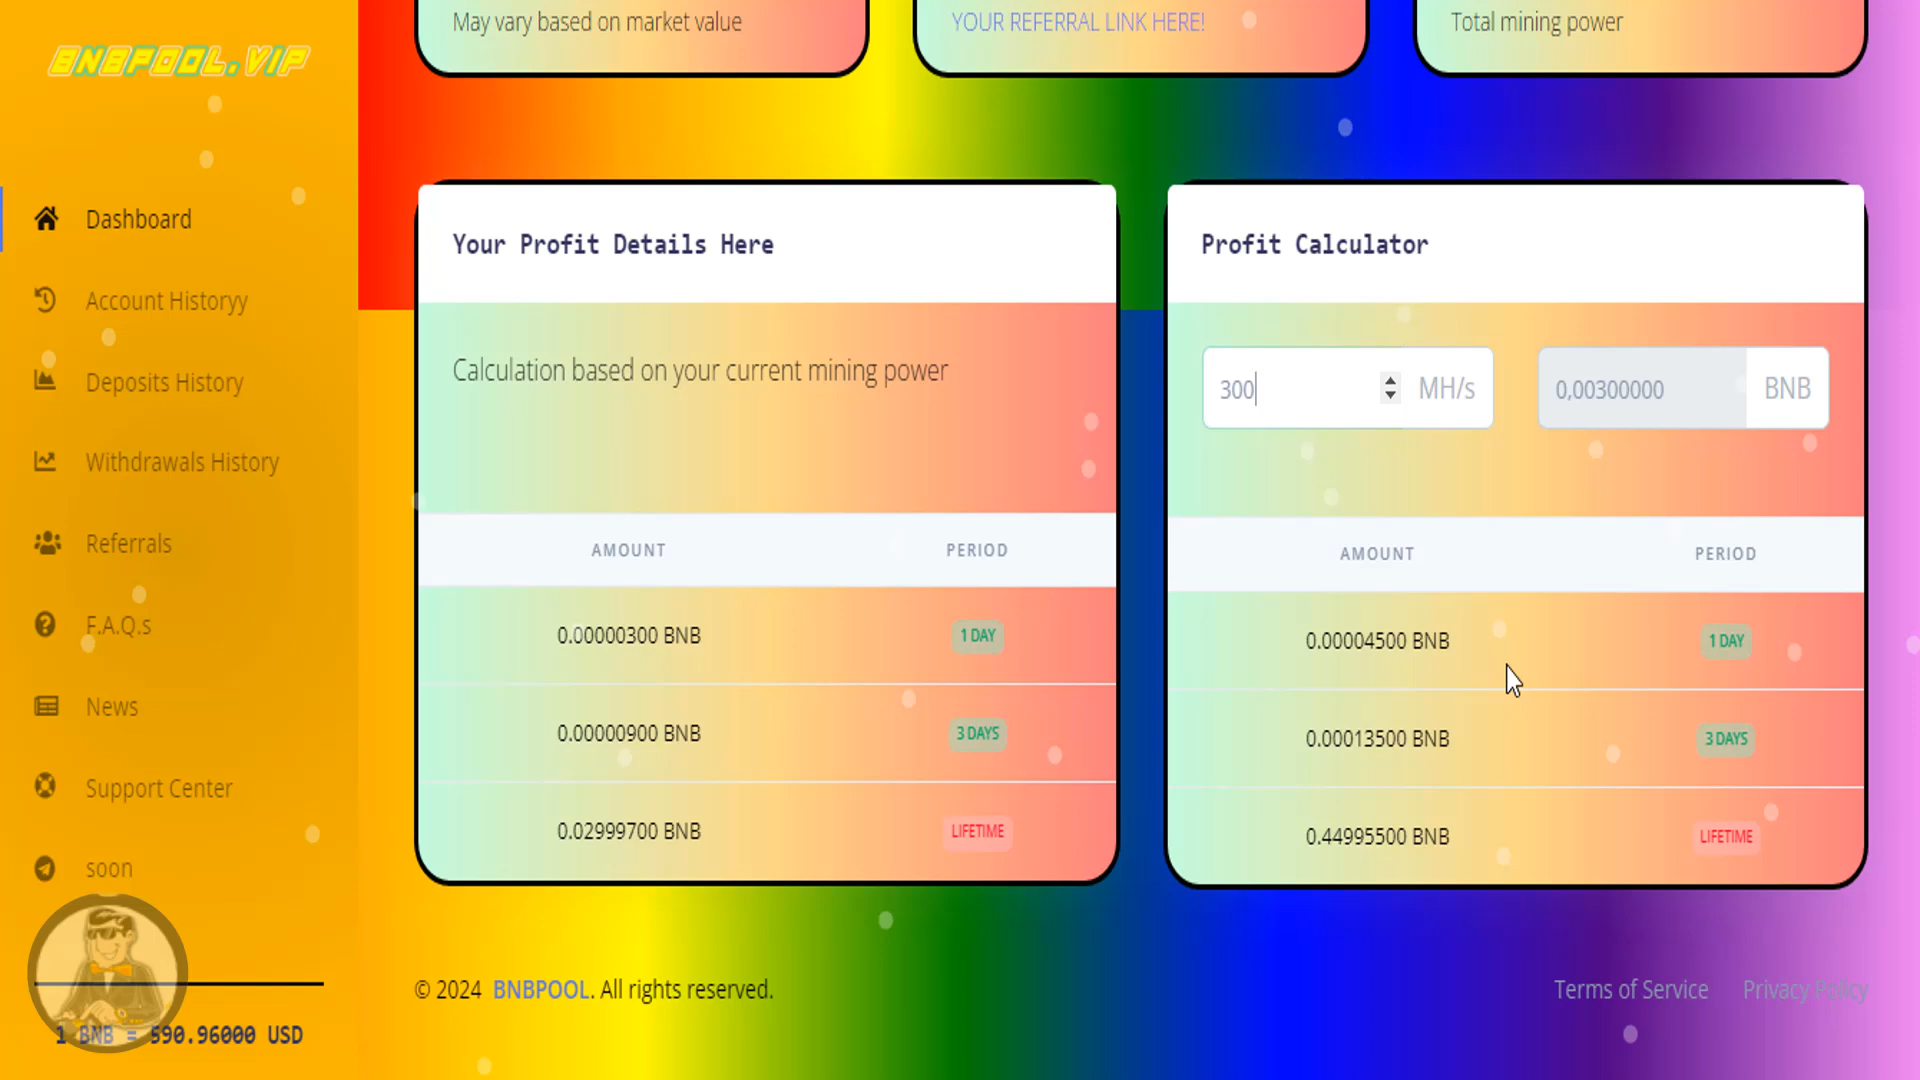 BNBPOOL.VIP
Dashboard
Account Historyy
Deposits History
Withdrawals History
Referrals
F.A.Q.s
News
Support Center
soon
1 BNB = 590.96000 USD
May vary based on market value
YOUR REFERRAL LINK HERE!
Total mining power
Your Profit Details Here
Calculation based on your current mining power
AMOUNT PERIOD
0.00000300 BNB 1 DAY
0.00000900 BNB 3 DAYS
0.02999700 BNB LIFETIME
Profit Calculator
300 MH/s 0,00300000 BNB
AMOUNT PERIOD
0.00004500 BNB 1 DAY
0.00013500 BNB 3 DAYS
0.44995500 BNB LIFETIME
© 2024 BNBPOOL. All rights reserved.
Terms of Service Privacy Policy